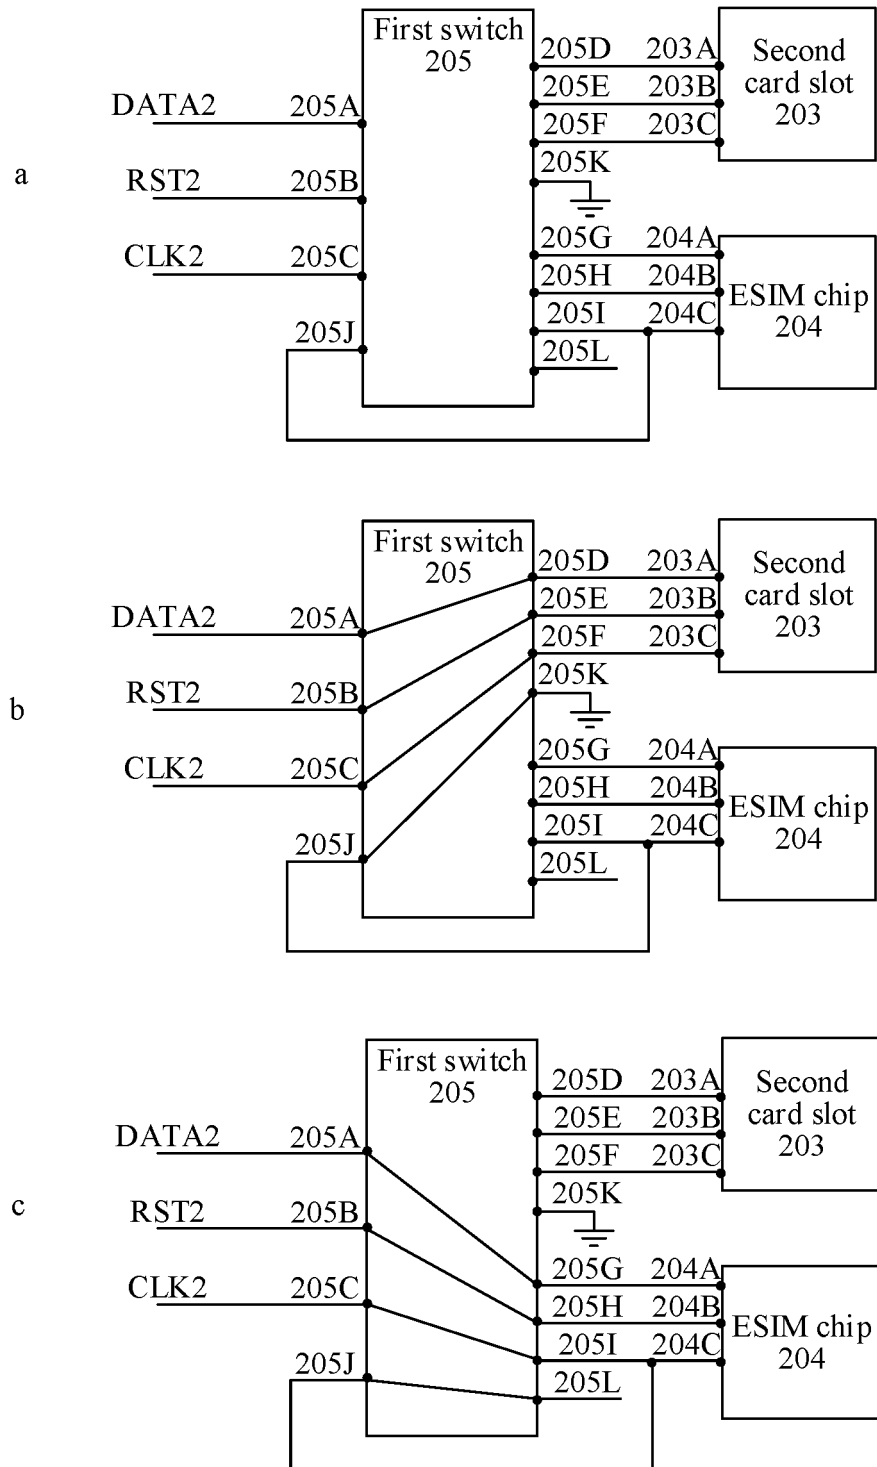 a
First switch
205
DATA2 205A
RST2 205B
CLK2 205C
205J
205D 203A
205E 203B
205F 203C
205K
205G 204A
205H 204B
205I 204C
205L
Second
card slot
203
ESIM chip
204
b
First switch
205
DATA2 205A
RST2 205B
CLK2 205C
205J
205D 203A
205E 203B
205F 203C
205K
205G 204A
205H 204B
205I 204C
205L
Second
card slot
203
ESIM chip
204
c
First switch
205
DATA2 205A
RST2 205B
CLK2 205C
205J
205D 203A
205E 203B
205F 203C
205K
205G 204A
205H 204B
205I 204C
205L
Second
card slot
203
ESIM chip
204